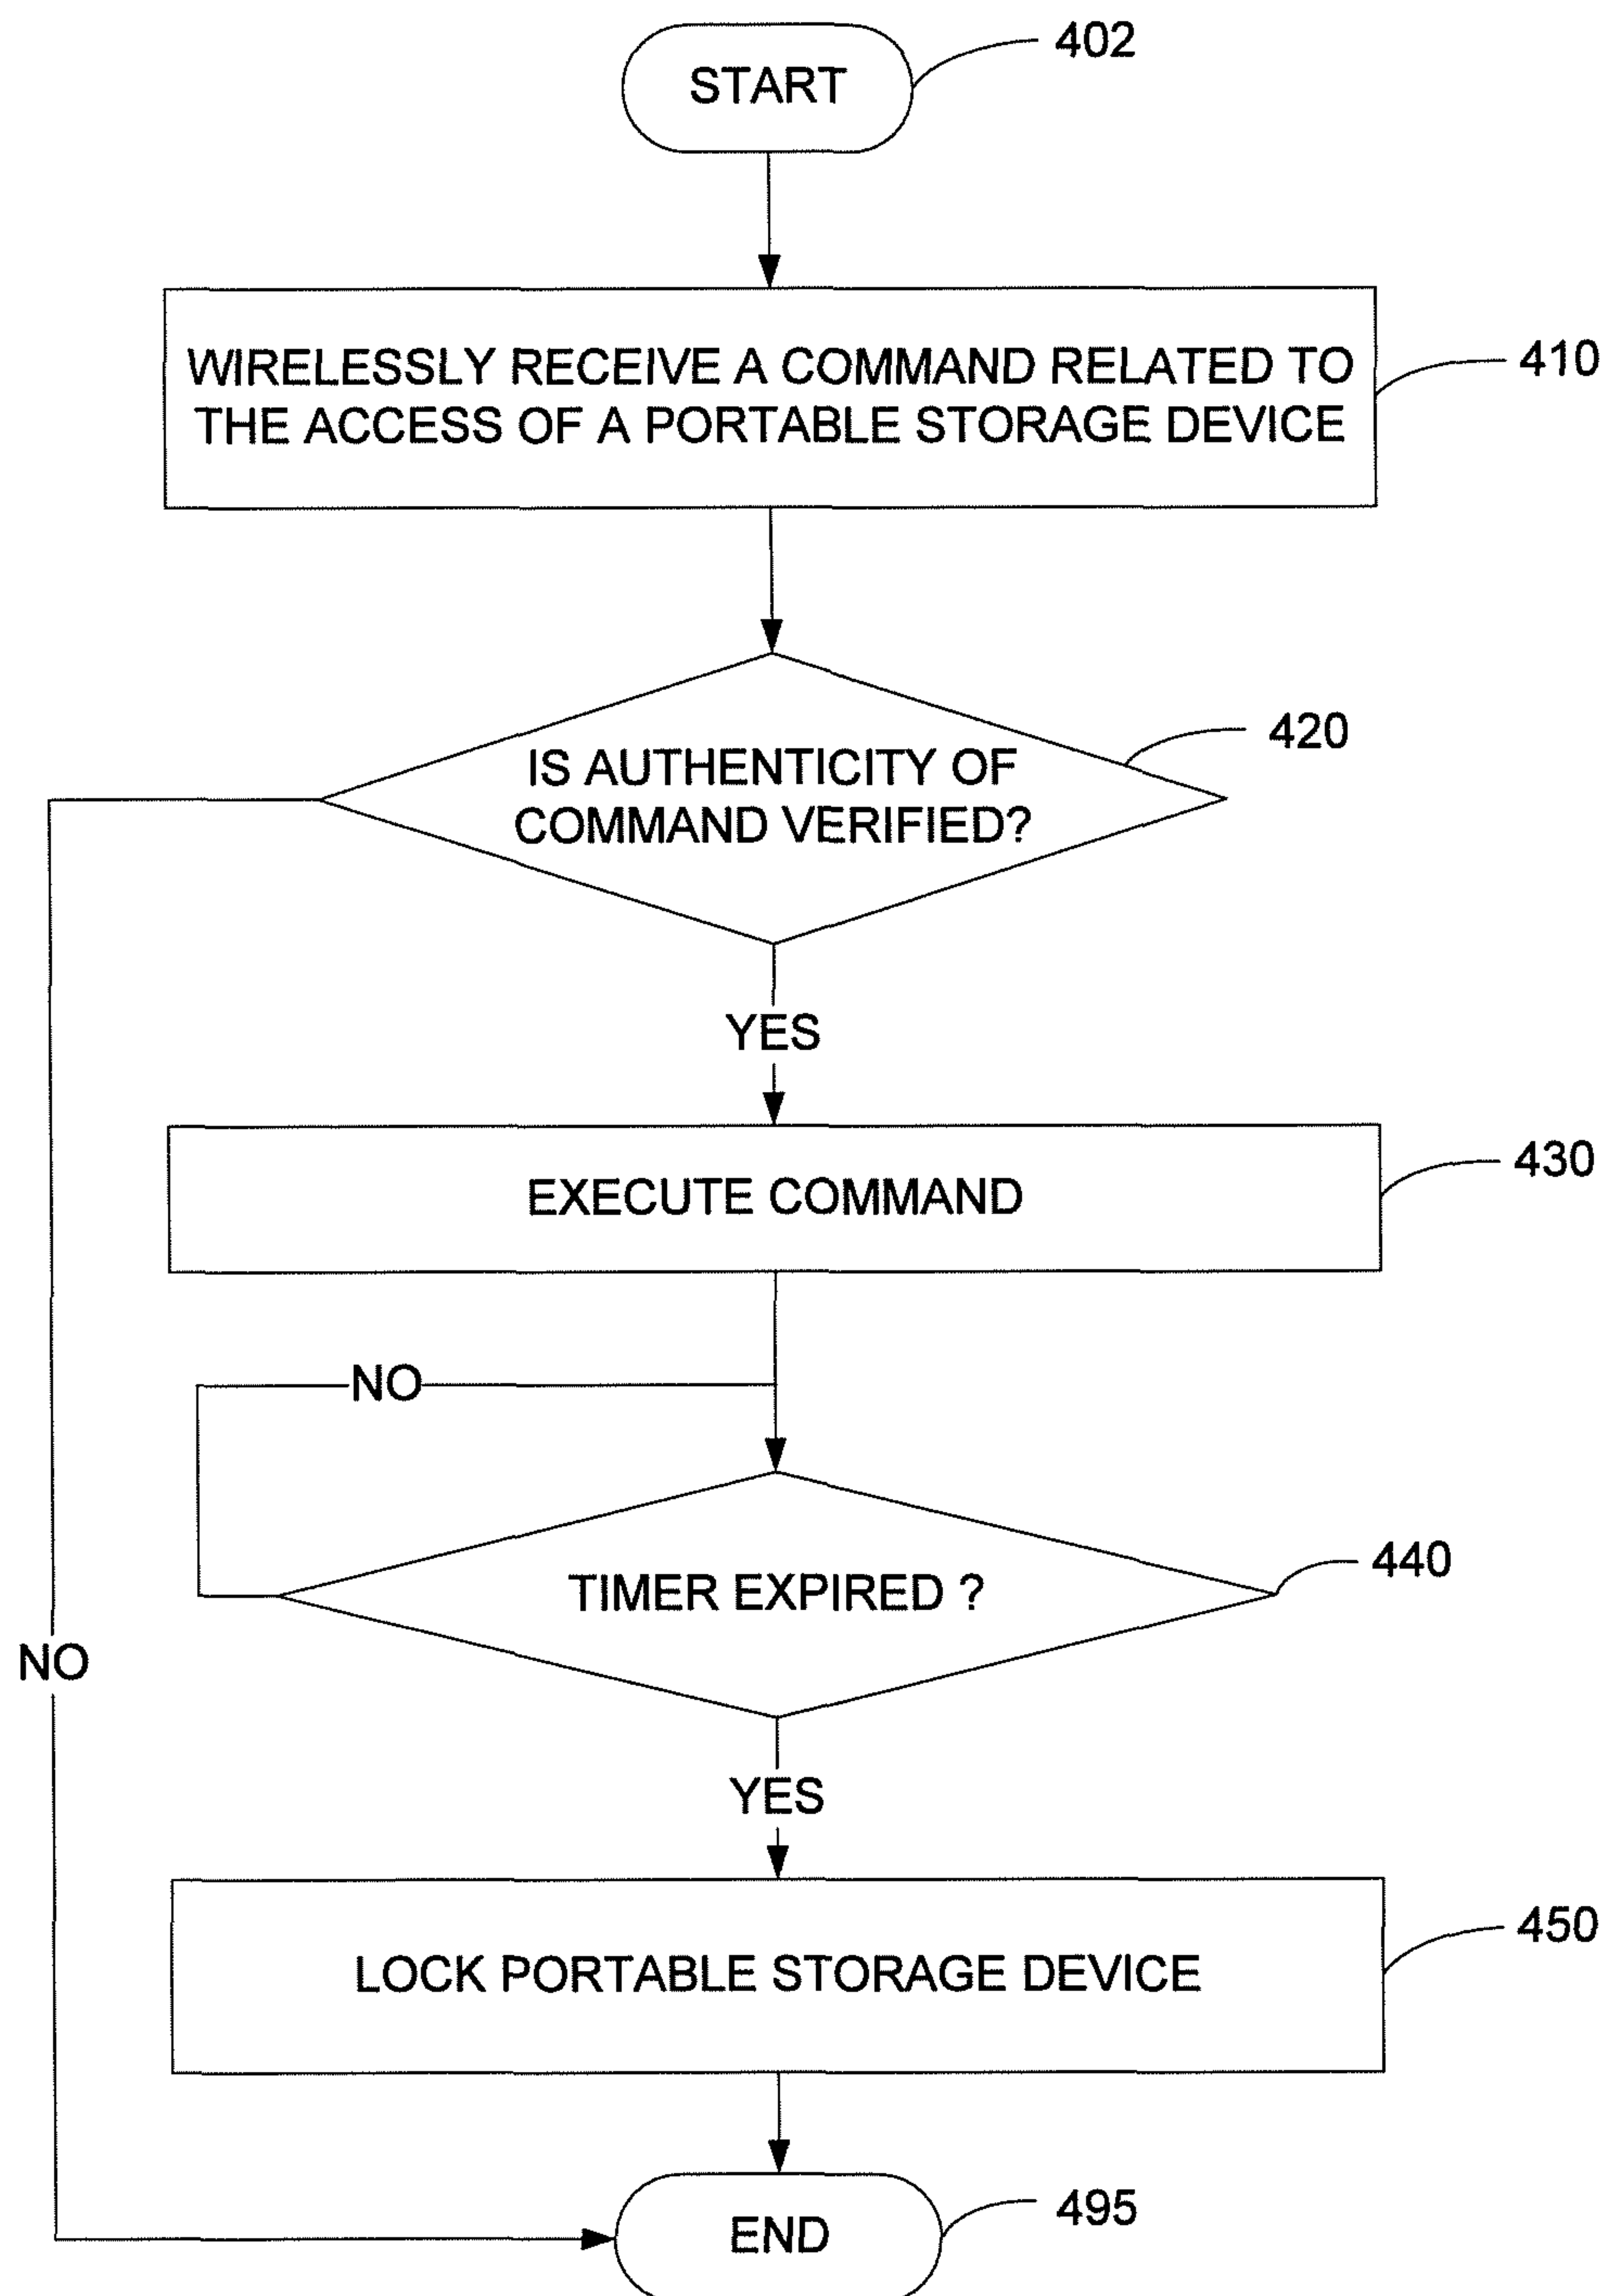 START
402
WIRELESSLY RECEIVE A COMMAND RELATED TO
THE ACCESS OF A PORTABLE STORAGE DEVICE
410
IS AUTHENTICITY OF
COMMAND VERIFIED?
420
YES
EXECUTE COMMAND
430
NO
TIMER EXPIRED ?
440
NO
YES
LOCK PORTABLE STORAGE DEVICE
450
END
495